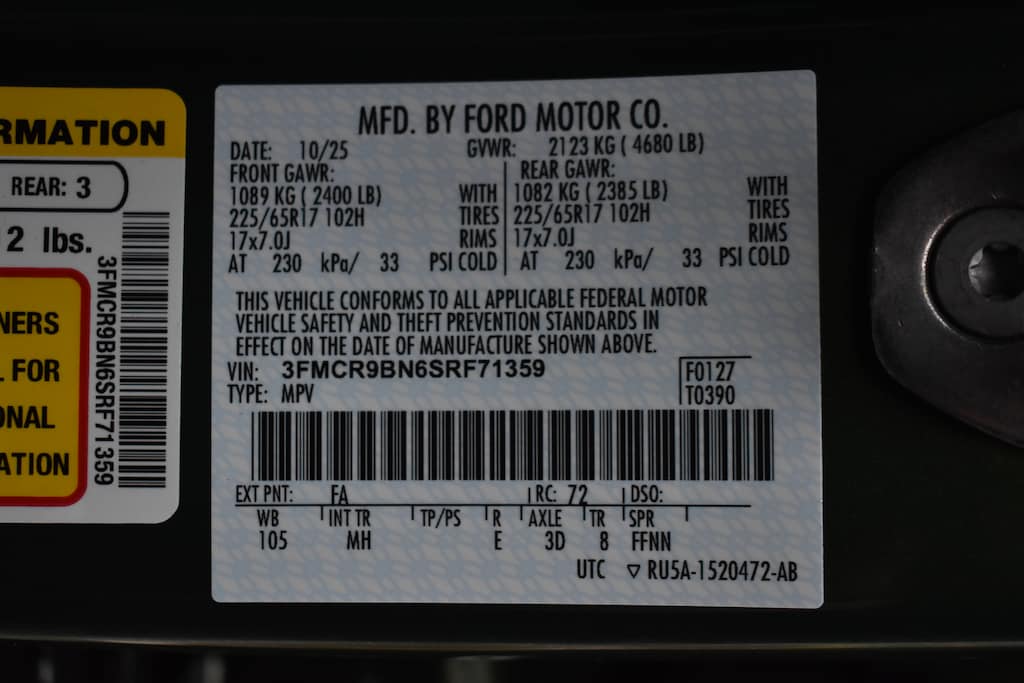 RMATION
REAR: 3
2 lbs.
NERS
L FOR
ONAL
ATION
3FMCR9BN6SRF71359
MFD. BY FORD MOTOR CO.
DATE: 10/25 GVWR: 2123 KG ( 4680 LB)
FRONT GAWR: REAR GAWR:
1089 KG ( 2400 LB) WITH 1082 KG ( 2385 LB) WITH
225/65R17 102H TIRES 225/65R17 102H TIRES
17x7.0J RIMS 17x7.0J RIMS
AT 230 kPa/ 33 PSI COLD AT 230 kPa/ 33 PSI COLD
THIS VEHICLE CONFORMS TO ALL APPLICABLE FEDERAL MOTOR
VEHICLE SAFETY AND THEFT PREVENTION STANDARDS IN
EFFECT ON THE DATE OF MANUFACTURE SHOWN ABOVE.
VIN: 3FMCR9BN6SRF71359 F0127
TYPE: MPV T0390
EXT PNT: FA RC: 72 DSO:
WB INT TR TP/PS R AXLE TR SPR
105 MH E 3D 8 FFNN
UTC ▽ RU5A-1520472-AB